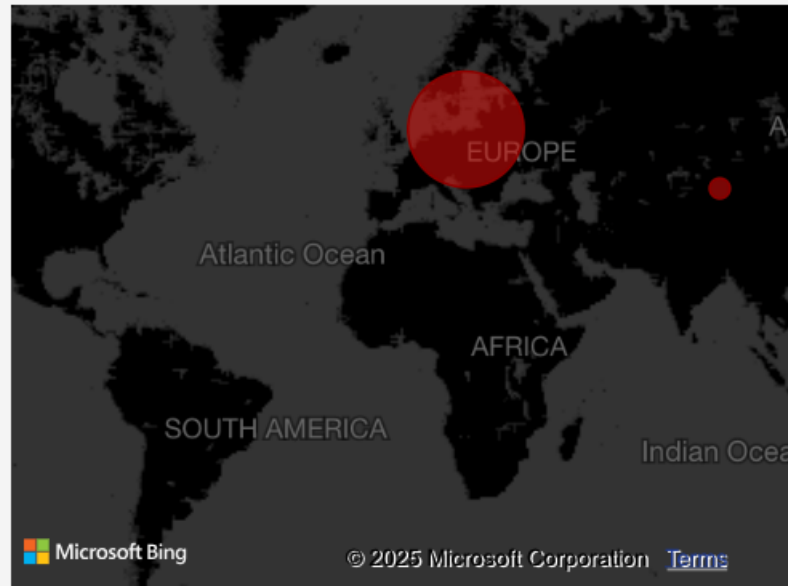 A
EUROPE
Atlantic Ocean
AFRICA
SOUTH AMERICA
Indian Ocea
Microsoft Bing
© 2025 Microsoft Corporation Terms